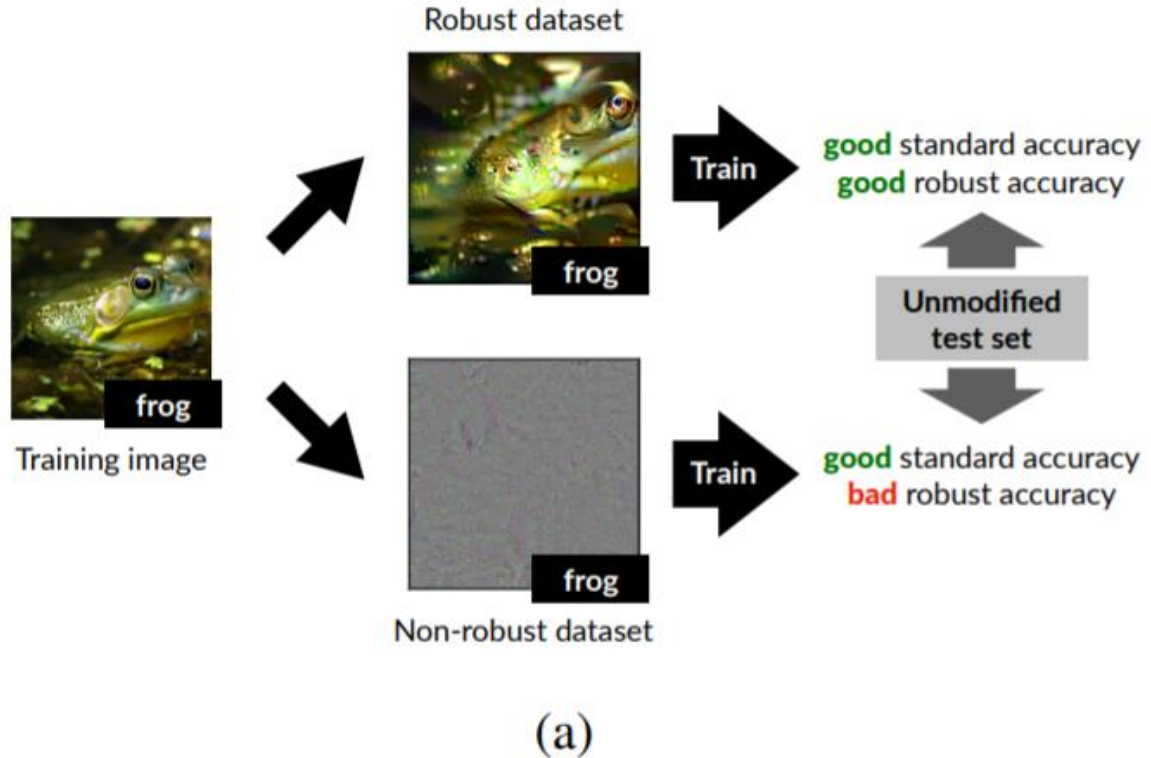 Robust dataset
frog
Train
good standard accuracy
good robust accuracy
frog
Training image
Unmodified
test set
frog
Non-robust dataset
Train
good standard accuracy
bad robust accuracy
(a)